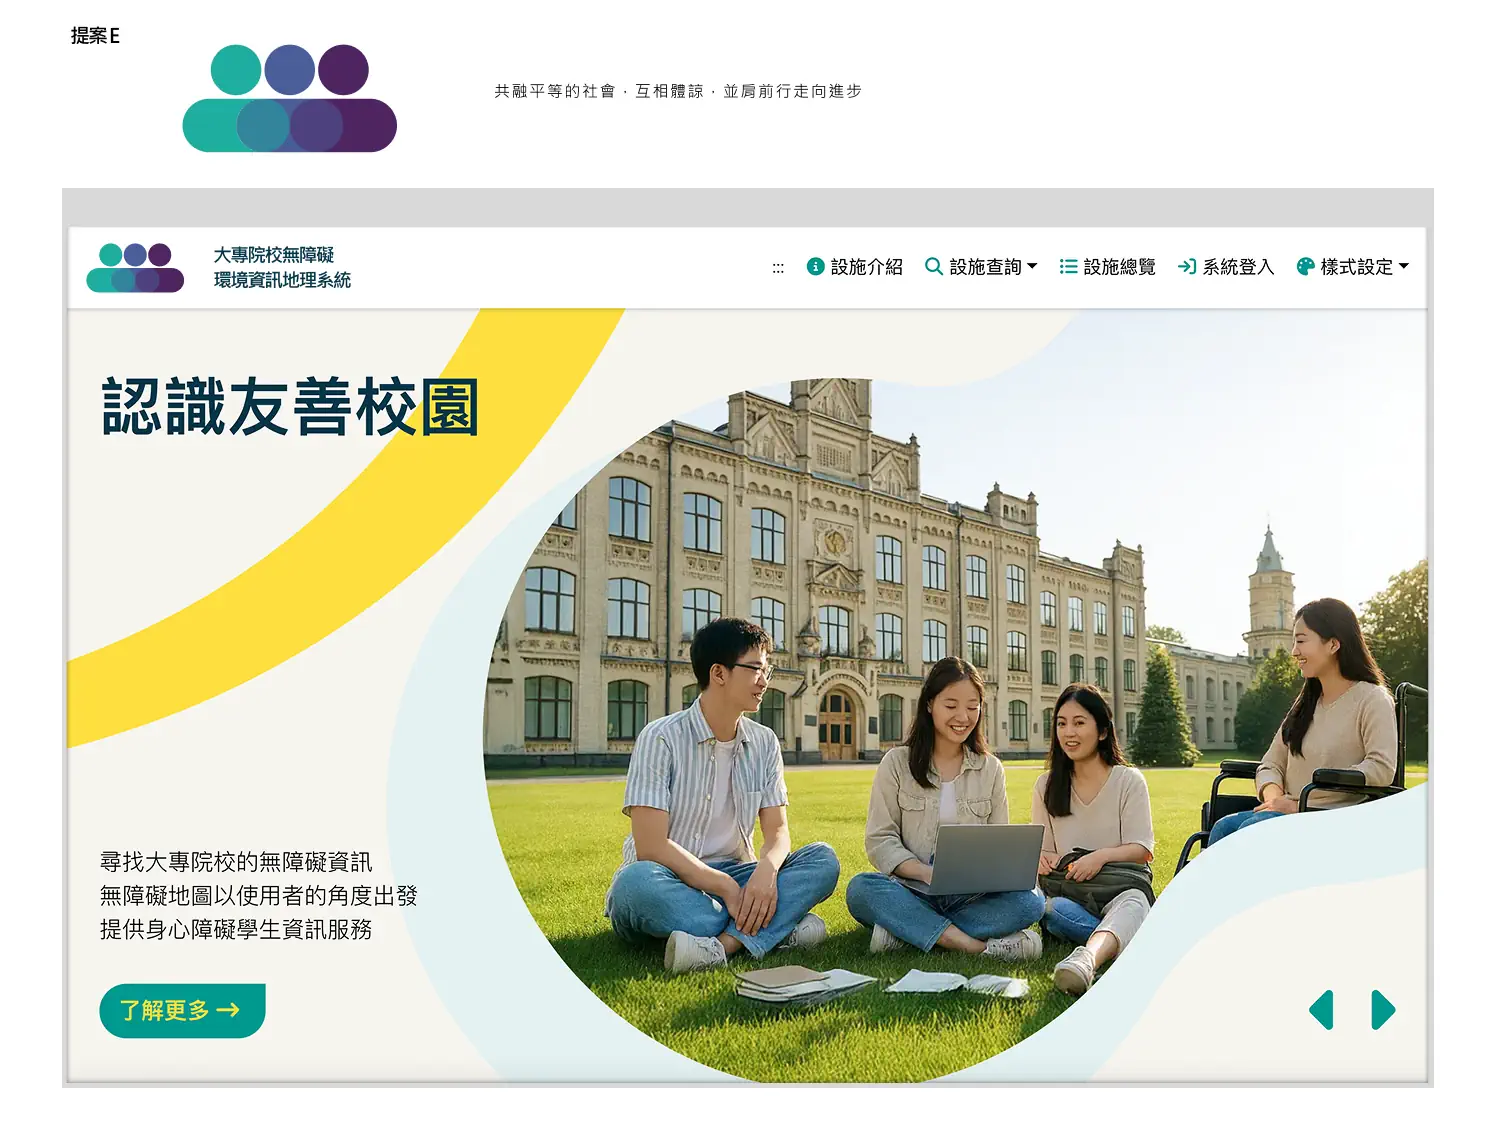 提案E
共融平等的社會，互相體諒，並肩前行走向進步
大專院校無障礙
環境資訊地理系統
::: 設施介紹 設施查詢 設施總覽 系統登入 樣式設定
認識友善校園
尋找大專院校的無障礙資訊
無障礙地圖以使用者的角度出發
提供身心障礙學生資訊服務
了解更多→